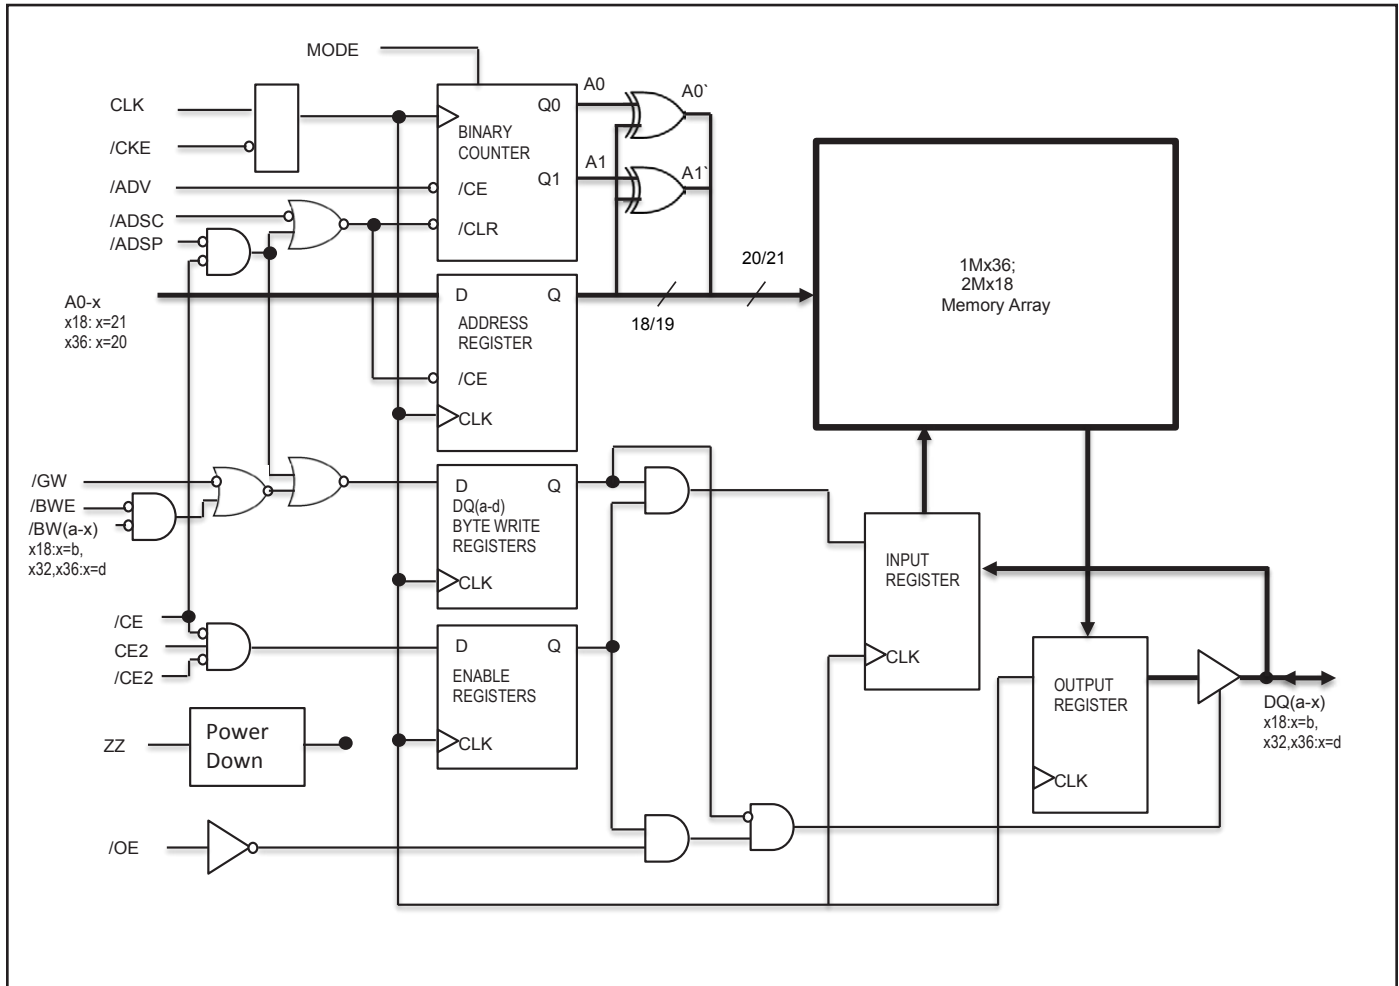 MODE
CLK
/CKE
/ADV
/ADSC
/ADSP
A0-x
x18: x=21
x36: x=20
Q0
BINARY
COUNTER
Q1
/CE
/CLR
A0
A0`
A1
A1`
D
Q
ADDRESS
REGISTER
/CE
CLK
18/19
20/21
1Mx36;
2Mx18
Memory Array
/GW
/BWE
/BW(a-x)
x18:x=b,
x32,x36:x=d
D
Q
DQ(a-d)
BYTE WRITE
REGISTERS
CLK
/CE
CE2
/CE2
D
Q
ENABLE
REGISTERS
CLK
ZZ
Power
Down
/OE
INPUT
REGISTER
CLK
OUTPUT
REGISTER
CLK
DQ(a-x)
x18:x=b,
x32,x36:x=d